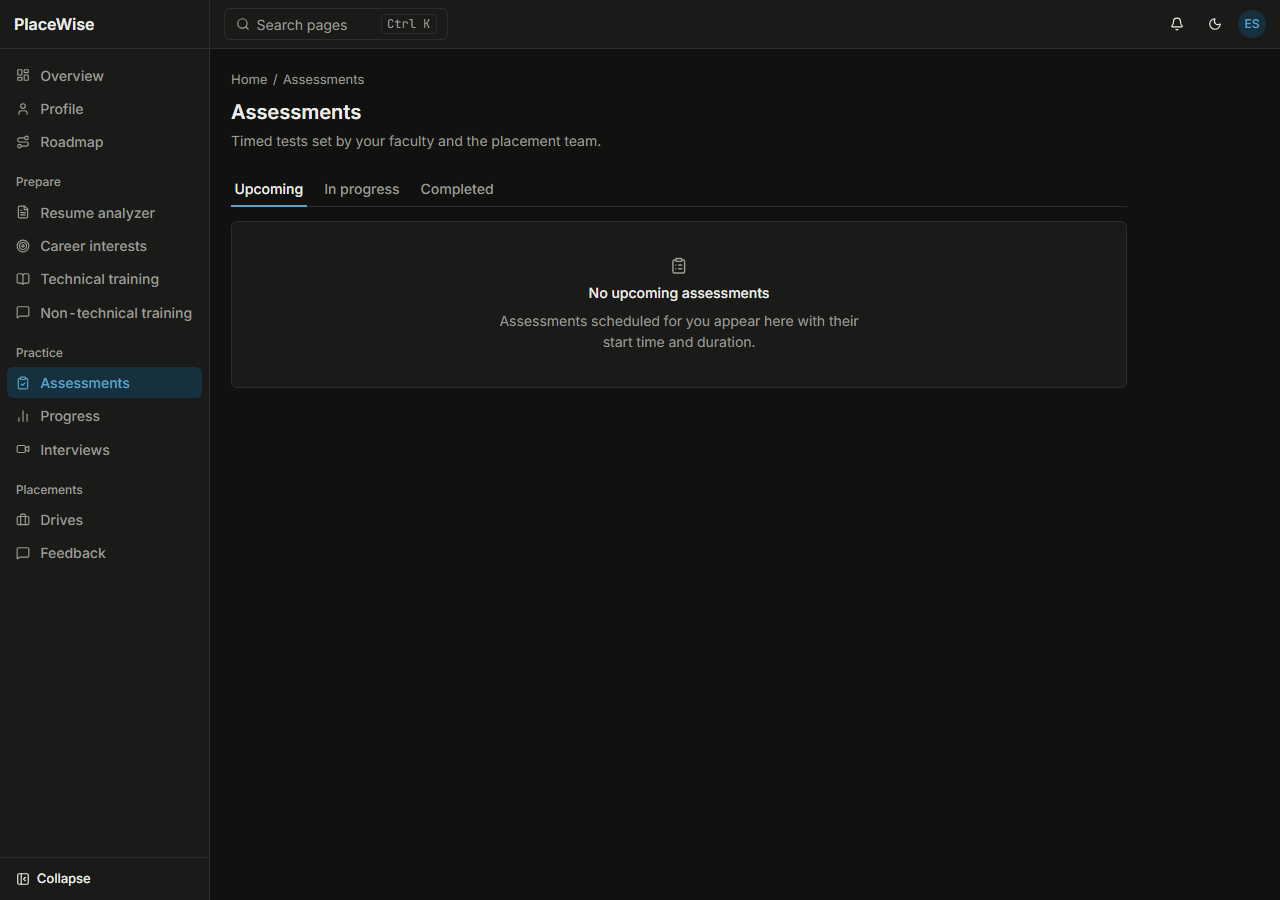 PlaceWise
Search pages
Ctrl K
ES
Overview
Profile
Roadmap
Prepare
Resume analyzer
Career interests
Technical training
Non-technical training
Practice
Assessments
Progress
Interviews
Placements
Drives
Feedback
Collapse
Home / Assessments
Assessments
Timed tests set by your faculty and the placement team.
Upcoming In progress Completed
No upcoming assessments
Assessments scheduled for you appear here with their
start time and duration.